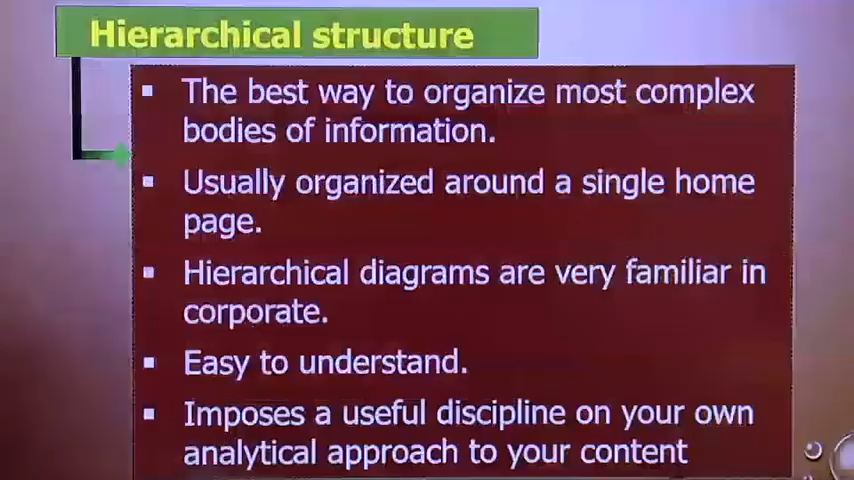 Hierarchical structure
▪ The best way to organize most complex
bodies of information.
▪ Usually organized around a single home
page.
▪ Hierarchical diagrams are very familiar in
corporate.
▪ Easy to understand.
▪ Imposes a useful discipline on your own
analytical approach to your content